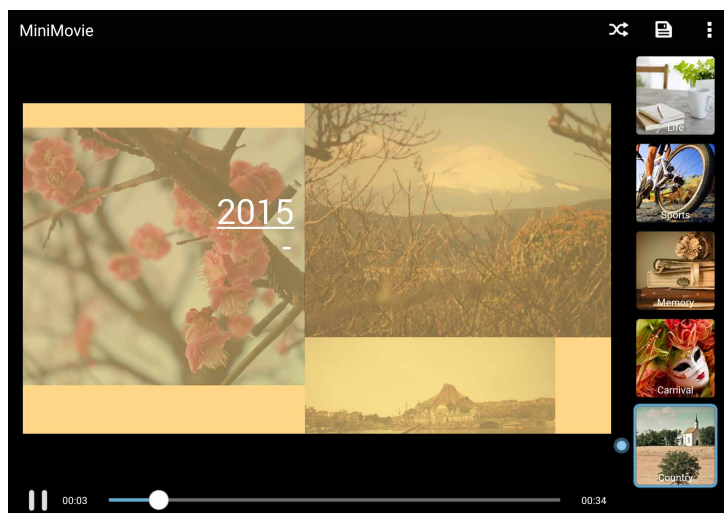 MiniMovie
Life
2015
-
Sports
Memory
Carnival
Country
00:03
00:34